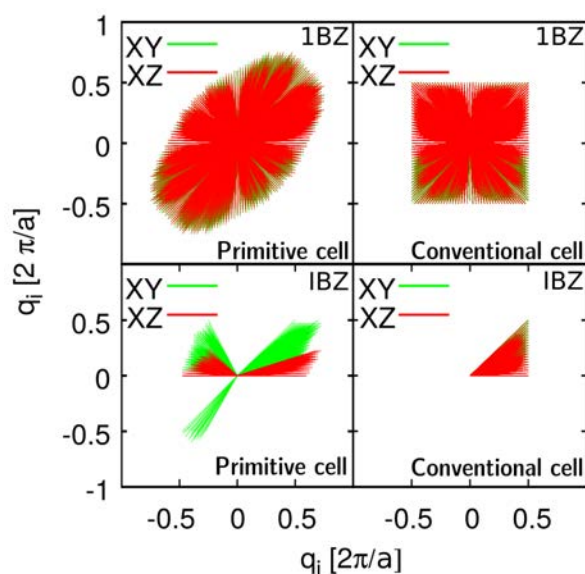 XY
XZ
1BZ
Primitive cell
XY
XZ
1BZ
Conventional cell
XY
XZ
IBZ
Primitive cell
XY
XZ
IBZ
Conventional cell
1
0.5
0
-0.5
0.5
0
-0.5
-1
-0.5
0
0.5
-0.5
0
0.5
q_i [2 π/a]
q_i [2π/a]